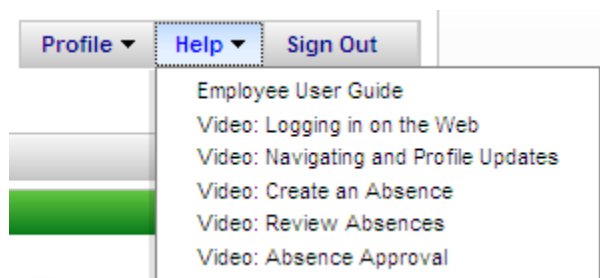 Profile ▼ Help ▼ Sign Out
Employee User Guide
Video: Logging in on the Web
Video: Navigating and Profile Updates
Video: Create an Absence
Video: Review Absences
Video: Absence Approval